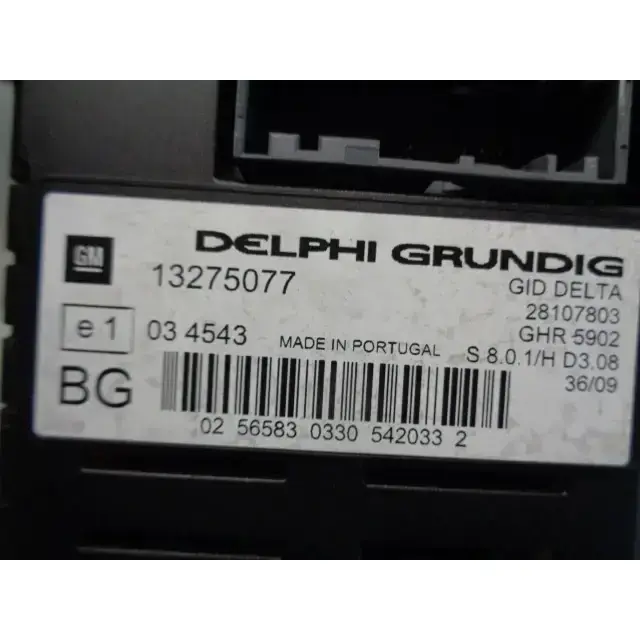 DELPHI GRUNDIG
GM
13275077
GID DELTA
28107803
e1
03 4543
MADE IN PORTUGAL
GHR 5902
S 8.0.1/H D3.08
36/09
BG
02 56583 0330 542033 2